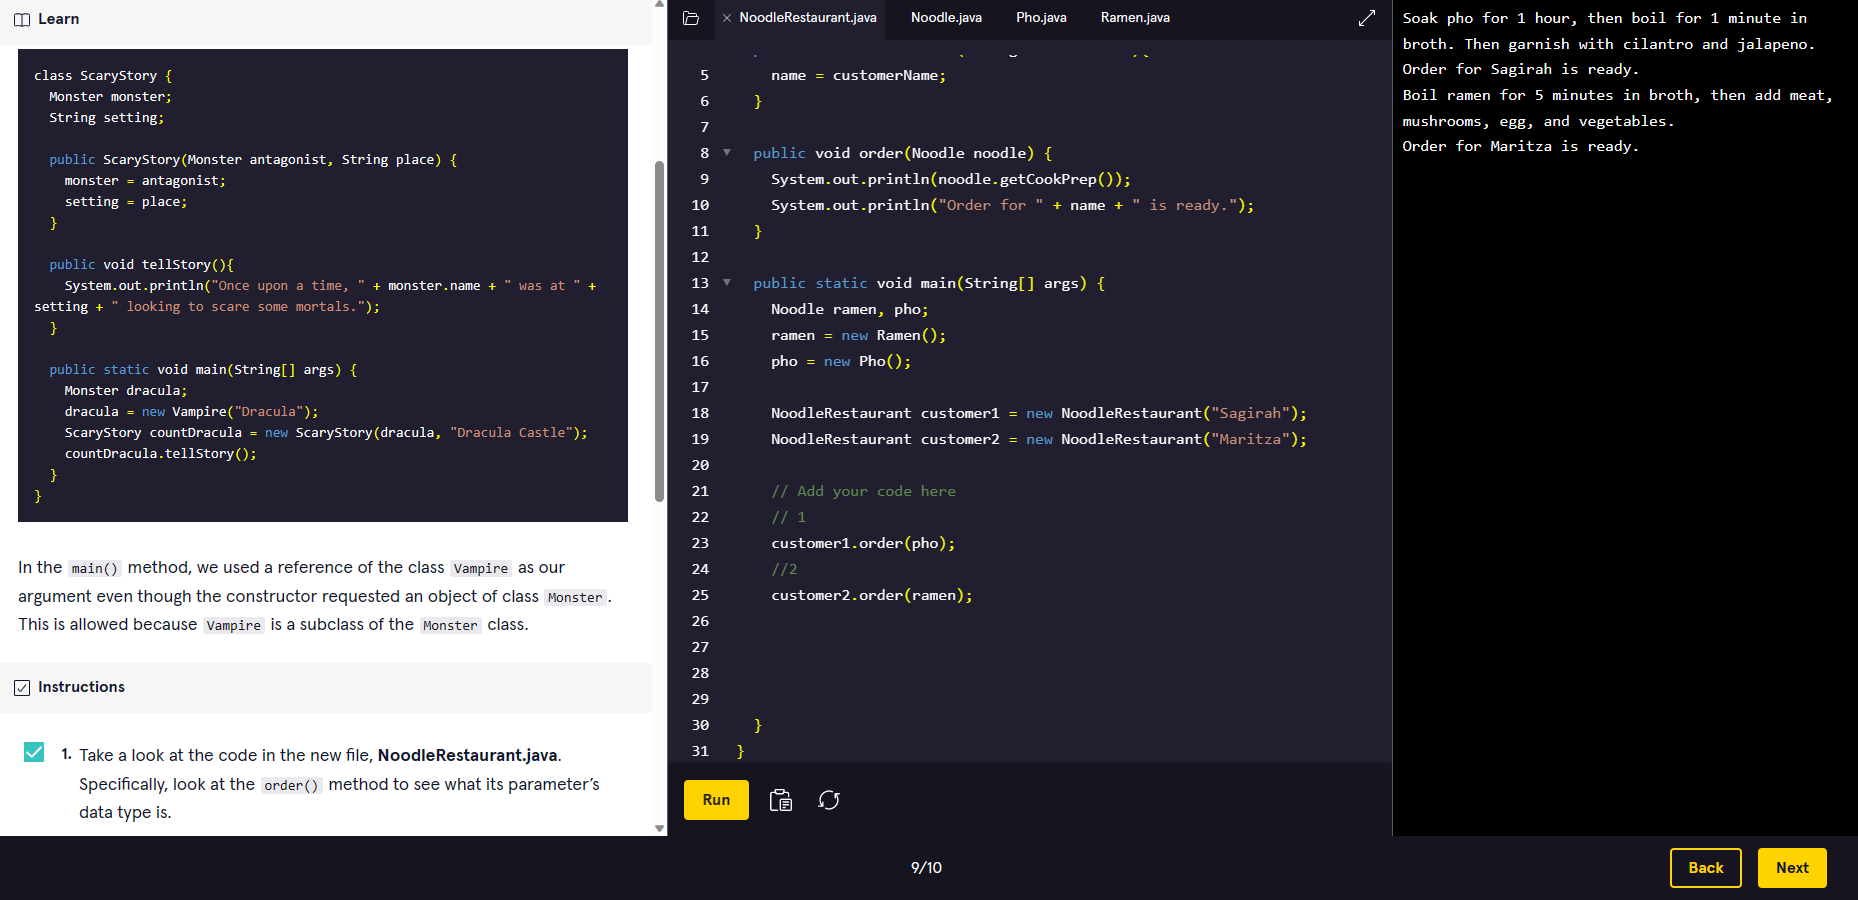 Learn
class ScaryStory {
Monster monster;
String setting;
public ScaryStory(Monster antagonist, String place) {
monster = antagonist;
setting = place;
}
public void tellStory(){
System.out.println("Once upon a time, " + monster.name + " was at " +
setting + " looking to scare some mortals.");
}
public static void main(String[] args) {
Monster dracula;
dracula = new Vampire("Dracula");
ScaryStory countDracula = new ScaryStory(dracula, "Dracula Castle");
countDracula.tellStory();
}
}
In the main() method, we used a reference of the class Vampire as our
argument even though the constructor requested an object of class Monster.
This is allowed because Vampire is a subclass of the Monster class.
Instructions
1. Take a look at the code in the new file, NoodleRestaurant.java.
Specifically, look at the order() method to see what its parameter's
data type is.
NoodleRestaurant.java Noodle.java Pho.java Ramen.java
5 name = customerName;
6 }
7
8 public void order(Noodle noodle) {
9 System.out.println(noodle.getCookPrep());
10 System.out.println("Order for " + name + " is ready.");
11 }
12
13 public static void main(String[] args) {
14 Noodle ramen, pho;
15 ramen = new Ramen();
16 pho = new Pho();
17
18 NoodleRestaurant customer1 = new NoodleRestaurant("Sagirah");
19 NoodleRestaurant customer2 = new NoodleRestaurant("Maritza");
20
21 // Add your code here
22 // 1
23 customer1.order(pho);
24 //2
25 customer2.order(ramen);
26
27
28
29
30 }
31 }
Run
Soak pho for 1 hour, then boil for 1 minute in
broth. Then garnish with cilantro and jalapeno.
Order for Sagirah is ready.
Boil ramen for 5 minutes in broth, then add meat,
mushrooms, egg, and vegetables.
Order for Maritza is ready.
9/10
Back
Next